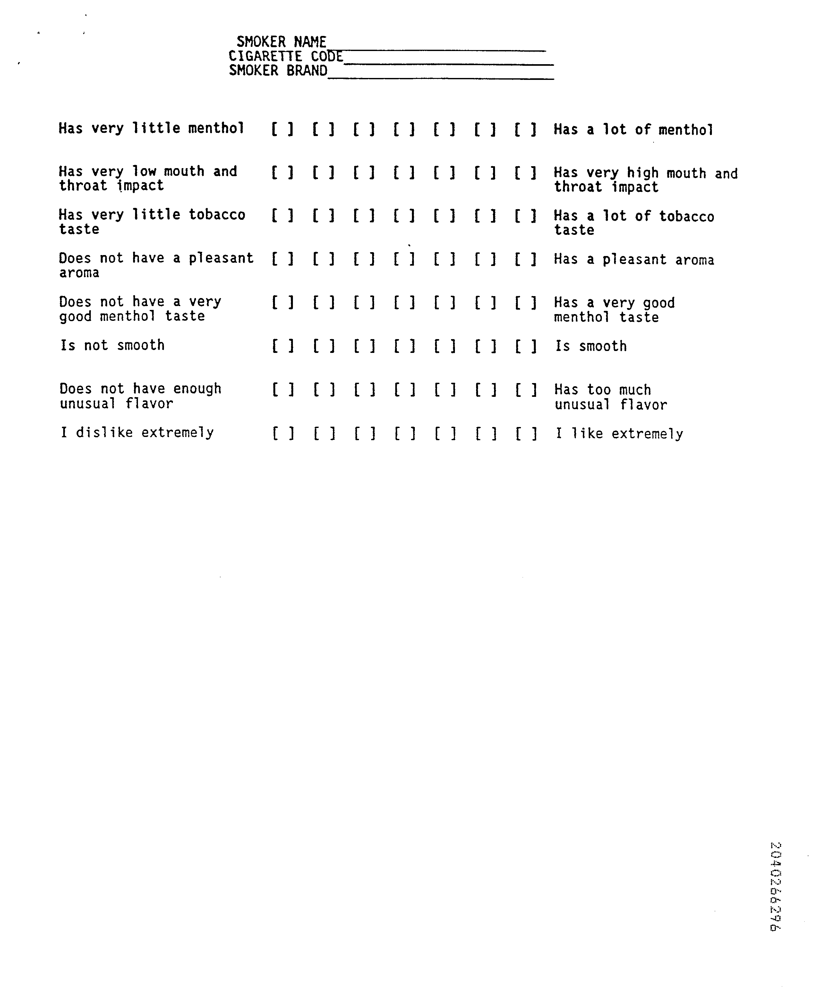 SMOKER NAME
CIGARETTE CODE
SMOKER BRAND
Has very little menthol [ ] [ ] [ ] [ ] [ ] [ ] [ ] Has a lot of menthol
Has very low mouth and [ ] [ ] [ ] [ ] [ ] [ ] [ ] Has very high mouth and
throat impact throat impact
Has very little tobacco [ ] [ ] [ ] [ ] [ ] [ ] [ ] Has a lot of tobacco
taste taste
Does not have a pleasant [ ] [ ] [ ] [ ] [ ] [ ] [ ] Has a pleasant aroma
aroma
Does not have a very [ ] [ ] [ ] [ ] [ ] [ ] [ ] Has a very good
good menthol taste menthol taste
Is not smooth [ ] [ ] [ ] [ ] [ ] [ ] [ ] Is smooth
Does not have enough [ ] [ ] [ ] [ ] [ ] [ ] [ ] Has too much
unusual flavor unusual flavor
I dislike extremely [ ] [ ] [ ] [ ] [ ] [ ] [ ] I like extremely
2040266296